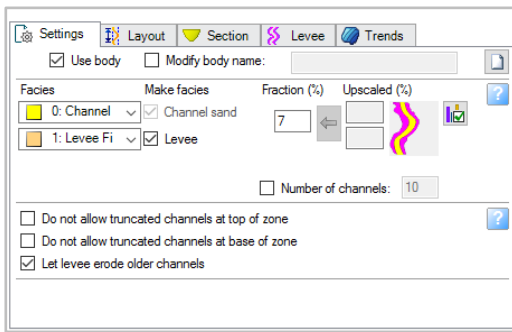 Settings Layout Section Levee Trends
Use body Modify body name:
Facies Make facies Fraction (%) Upscaled (%)
0: Channel Channel sand
7
1: Levee Fi Levee
Number of channels: 10
Do not allow truncated channels at top of zone
Do not allow truncated channels at base of zone
Let levee erode older channels